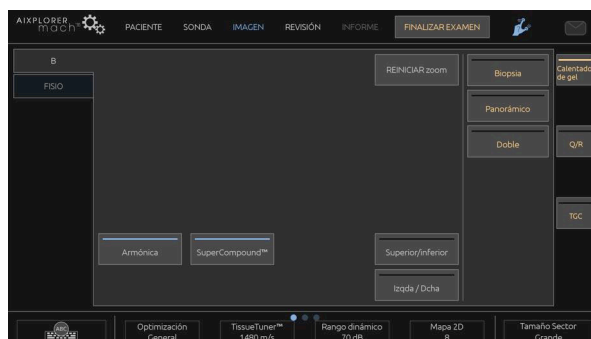 AIXPLORER
mach
PACIENTE SONDA IMAGEN REVISIÓN INFORME FINALIZAR EXAMEN
B
FISIO
REINICIAR zoom
Biopsia
Calentado
de gel
Panorámico
Doble
Q/R
TGC
Armónica
SuperCompound™
Superior/inferior
Izqda / Dcha
ABC
Optimización
General
TissueTuner™
1480 m/s
Rango dinámico
70 dB
Mapa 2D
8
Tamaño Sector
Grande